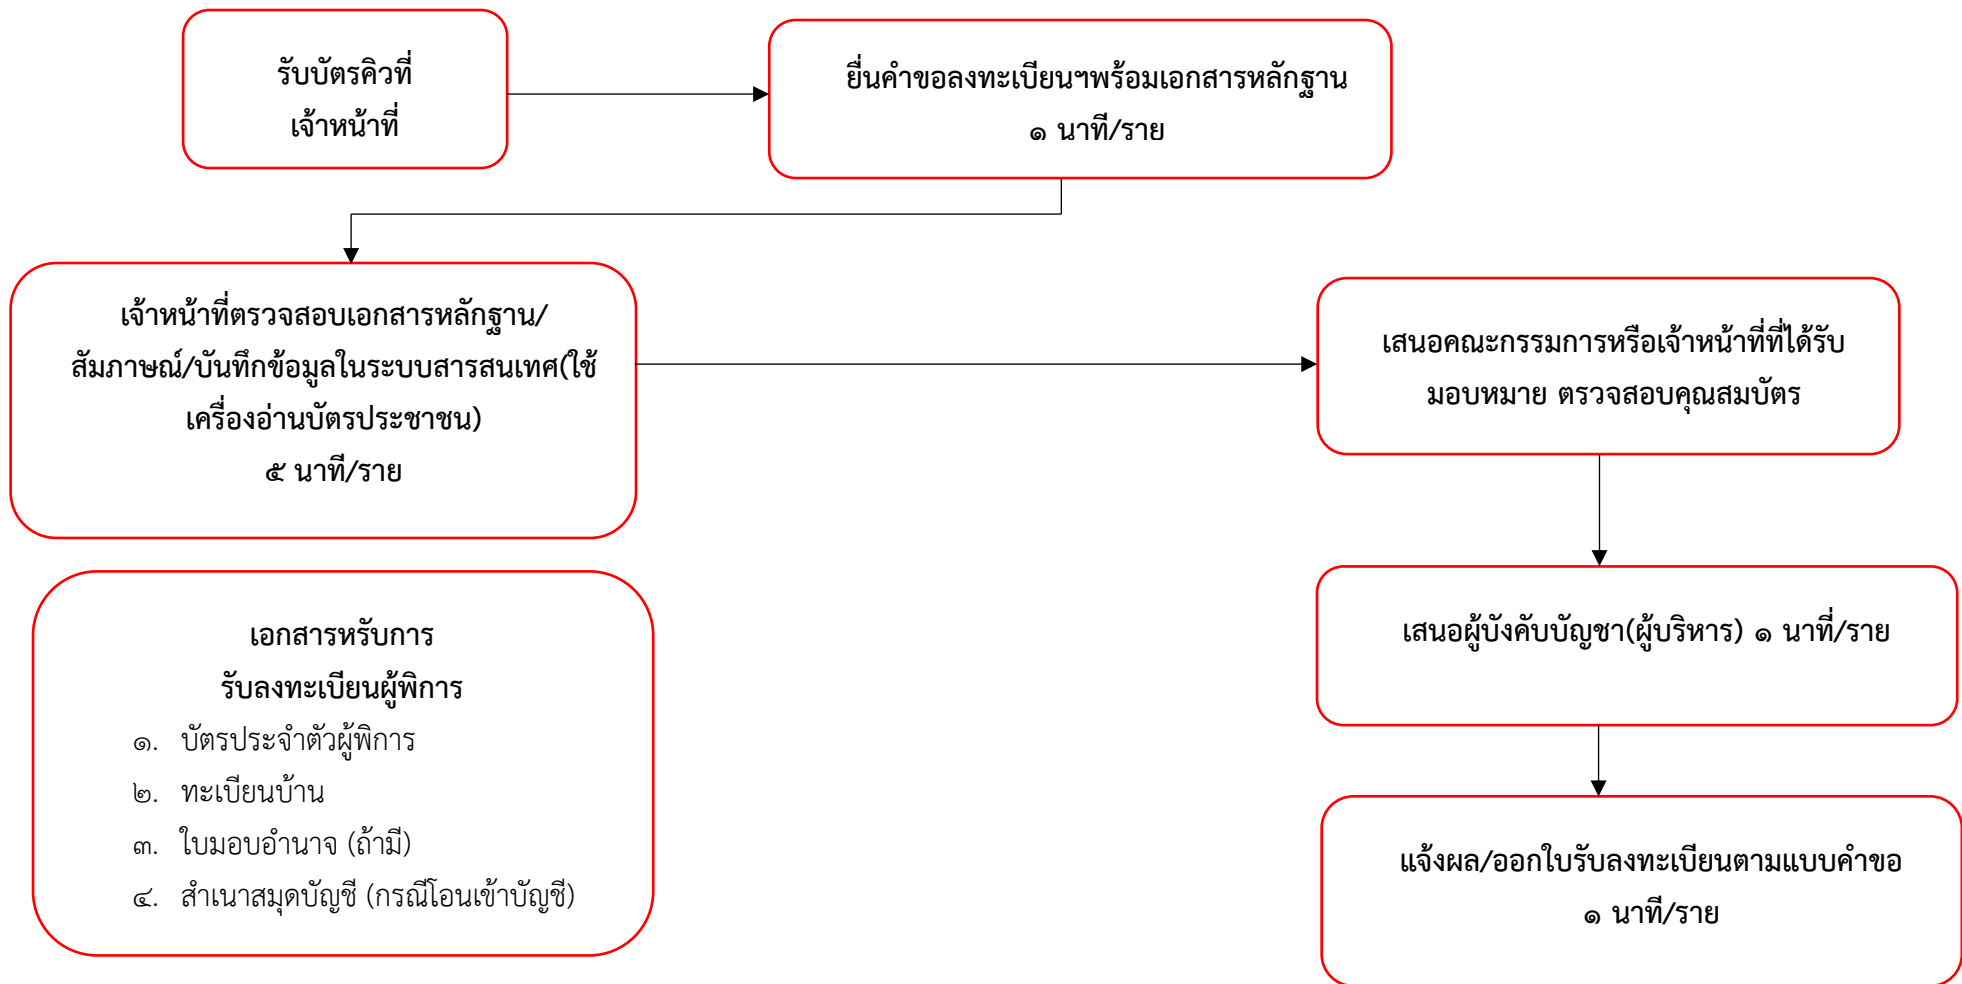 รับบัตรคิวที่
เจ้าหน้าที่
ยื่นคำขอลงทะเบียนฯพร้อมเอกสารหลักฐาน
๑ นาที/ราย
เจ้าหน้าที่ตรวจสอบเอกสารหลักฐาน/
สัมภาษณ์/บันทึกข้อมูลในระบบสารสนเทศ(ใช้
เครื่องอ่านบัตรประชาชน)
๕ นาที/ราย
เสนอคณะกรรมการหรือเจ้าหน้าที่ที่ได้รับ
มอบหมาย ตรวจสอบคุณสมบัตร
เสนอผู้บังคับบัญชา(ผู้บริหาร) ๑ นาที่/ราย
แจ้งผล/ออกใบรับลงทะเบียนตามแบบคำขอ
๑ นาที/ราย
เอกสารหรับการ
รับลงทะเบียนผู้พิการ
๑. บัตรประจำตัวผู้พิการ
๒. ทะเบียนบ้าน
๓. ใบมอบอำนาจ (ถ้ามี)
๔. สำเนาสมุดบัญชี (กรณีโอนเข้าบัญชี)